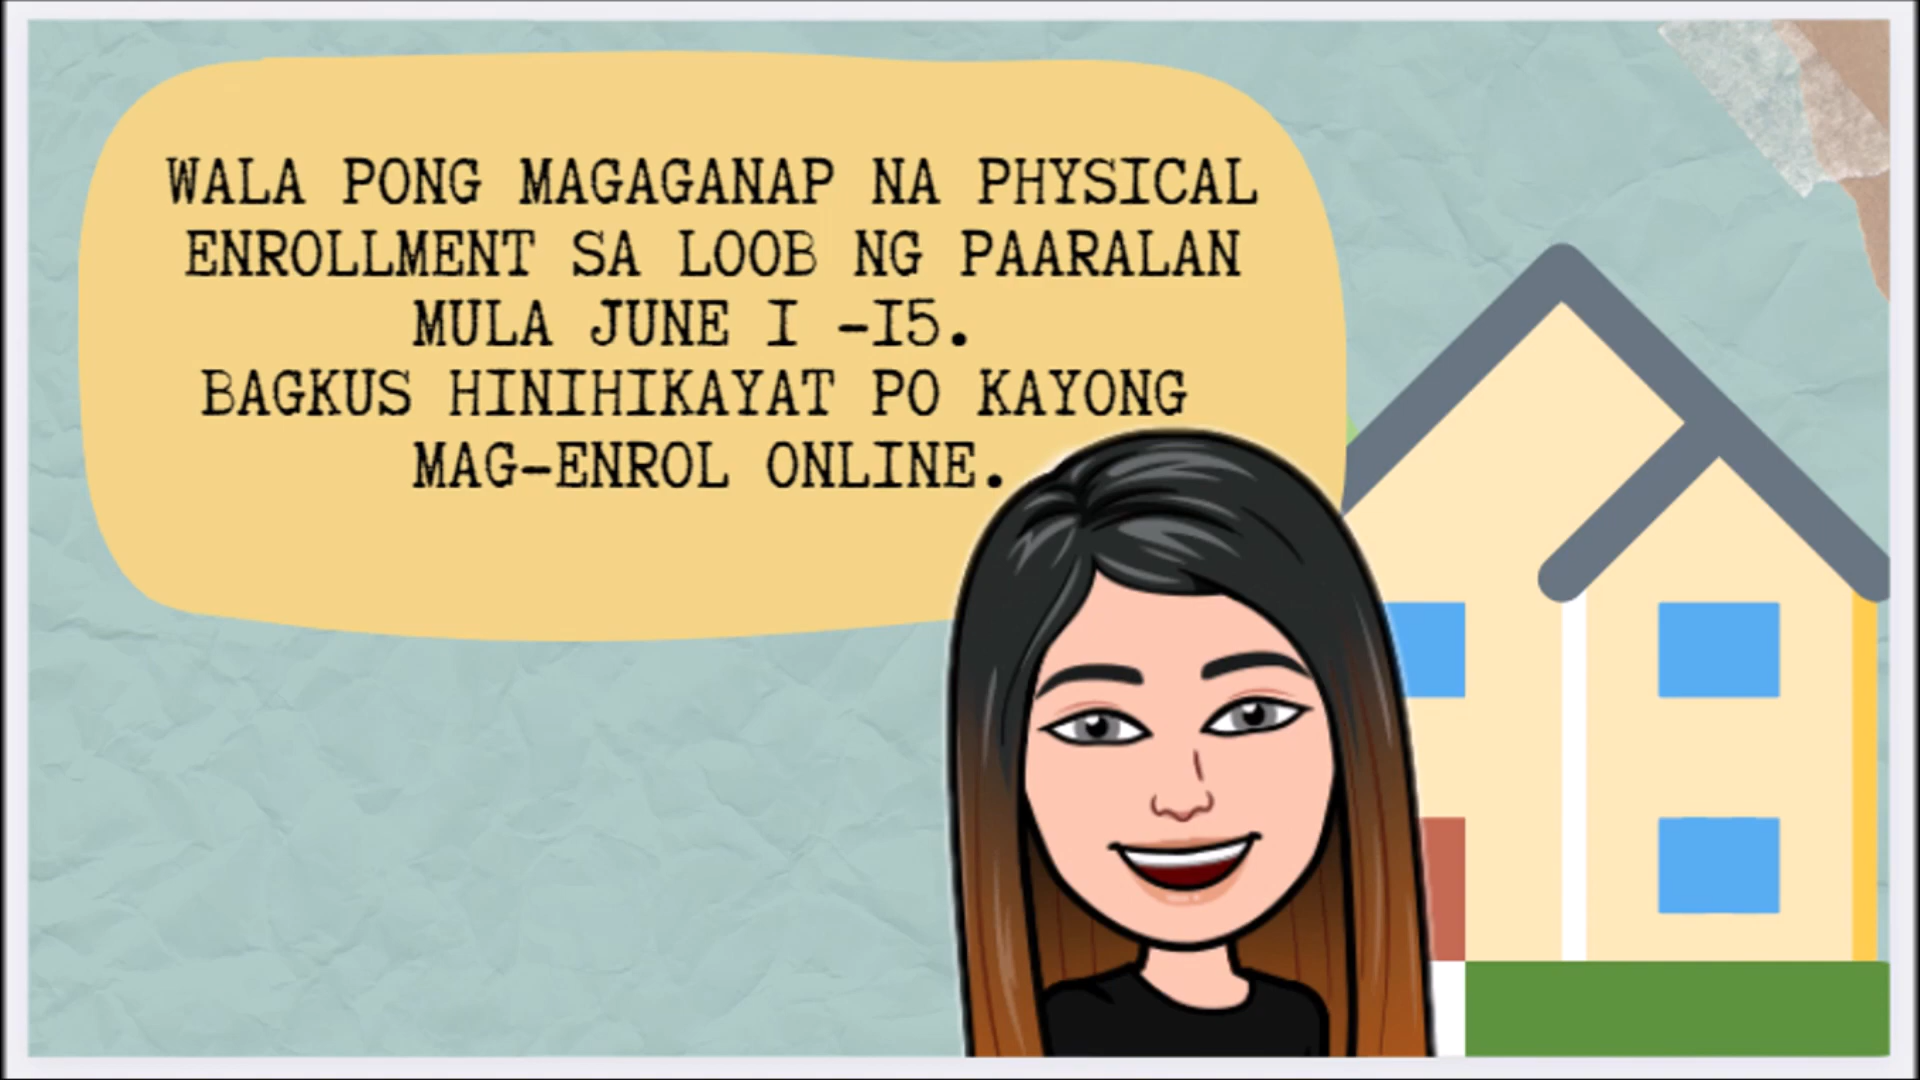 WALA PONG MAGAGANAP NA PHYSICAL
ENROLLMENT SA LOOB NG PAARALAN
MULA JUNE 1 -15.
BAGKUS HINIHIKAYAT PO KAYONG
MAG-ENROL ONLINE.